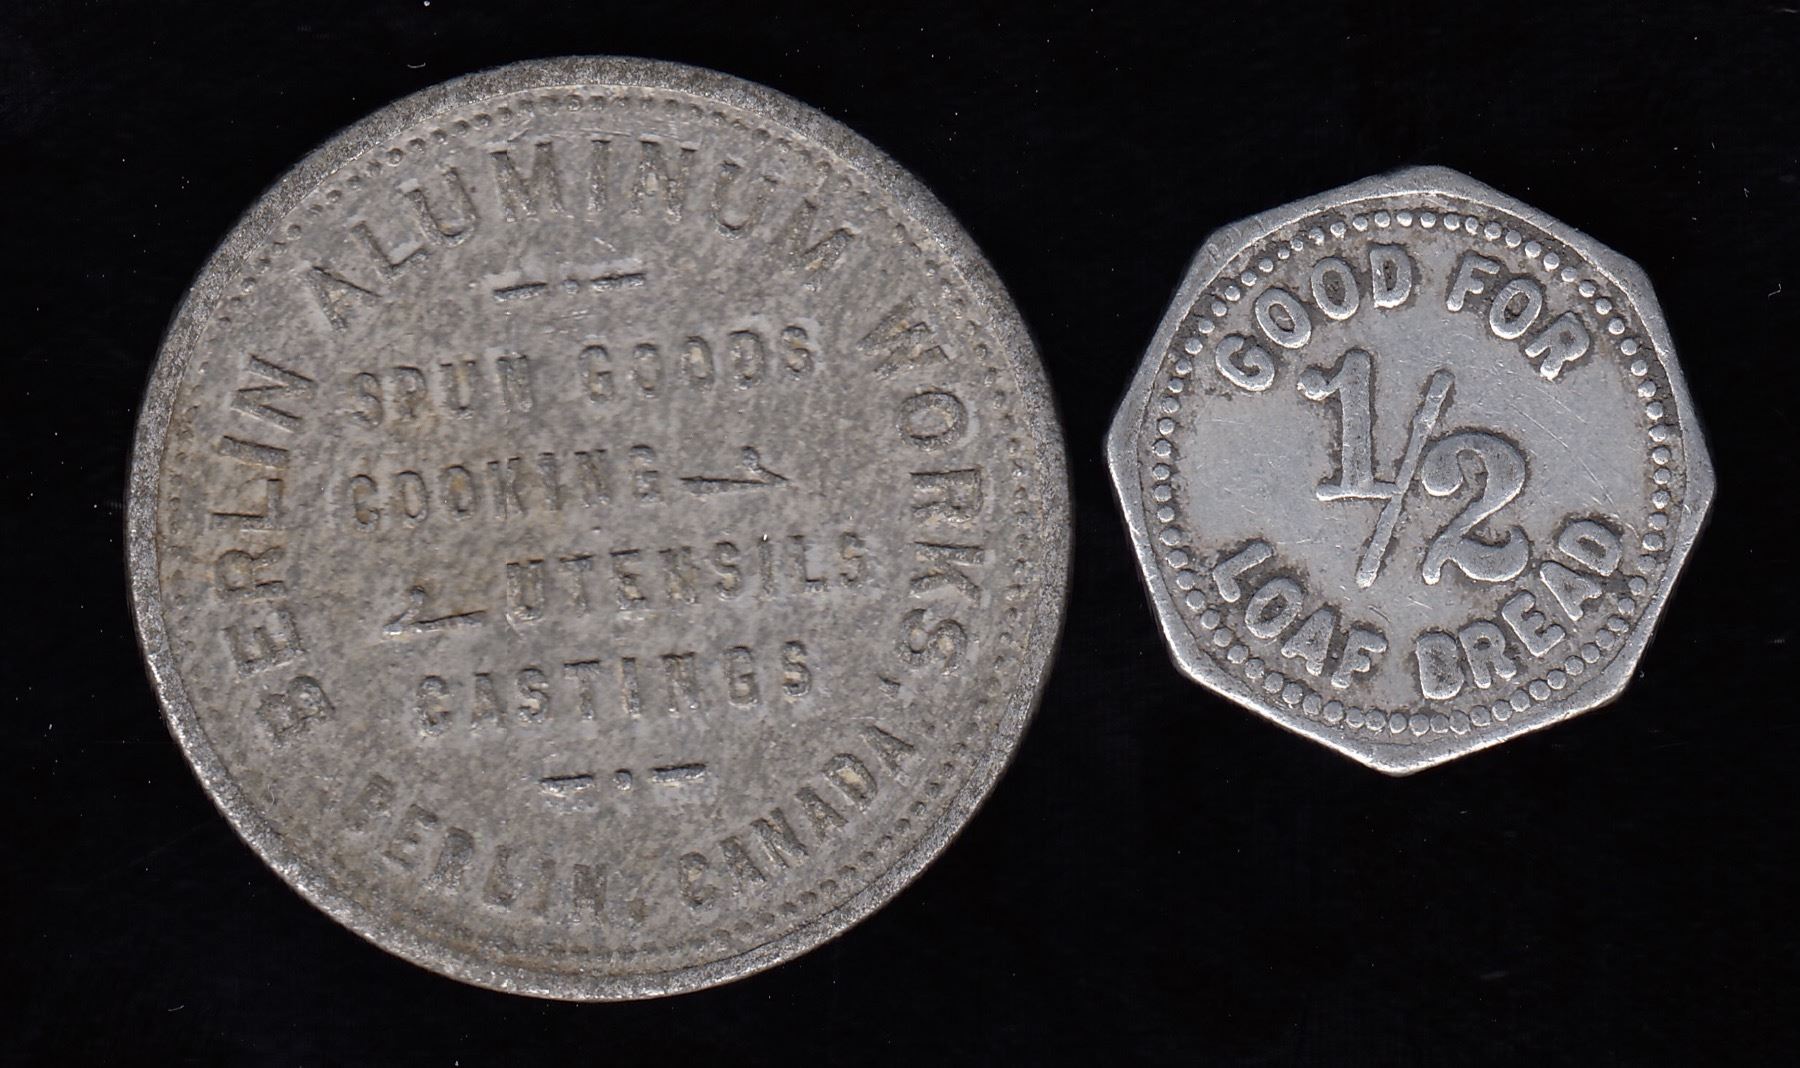 BERLIN ALUMINUM WORKS.
SPUN GOODS
COOKING
UTENSILS
CASTINGS
BERLIN, CANADA
GOOD FOR
1/2
LOAF BREAD